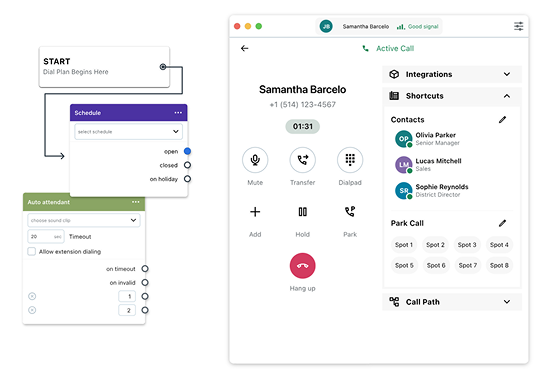 START
Dial Plan Begins Here
Schedule
select schedule
open
closed
on holiday
Auto attendant
choose sound clip
20 sec Timeout
Allow extension dialing
on timeout
on invalid
1
2
JB Samantha Barcelo Good signal
Active Call
Samantha Barcelo
+1 (514) 123-4567
01:31
Mute Transfer Dialpad
Add Hold Park
Hang up
Integrations
Shortcuts
Contacts
OP Olivia Parker
Senior Manager
LM Lucas Mitchell
Sales
SR Sophie Reynolds
District Director
Park Call
Spot 1 Spot 2 Spot 3 Spot 4
Spot 5 Spot 6 Spot 7 Spot 8
Call Path